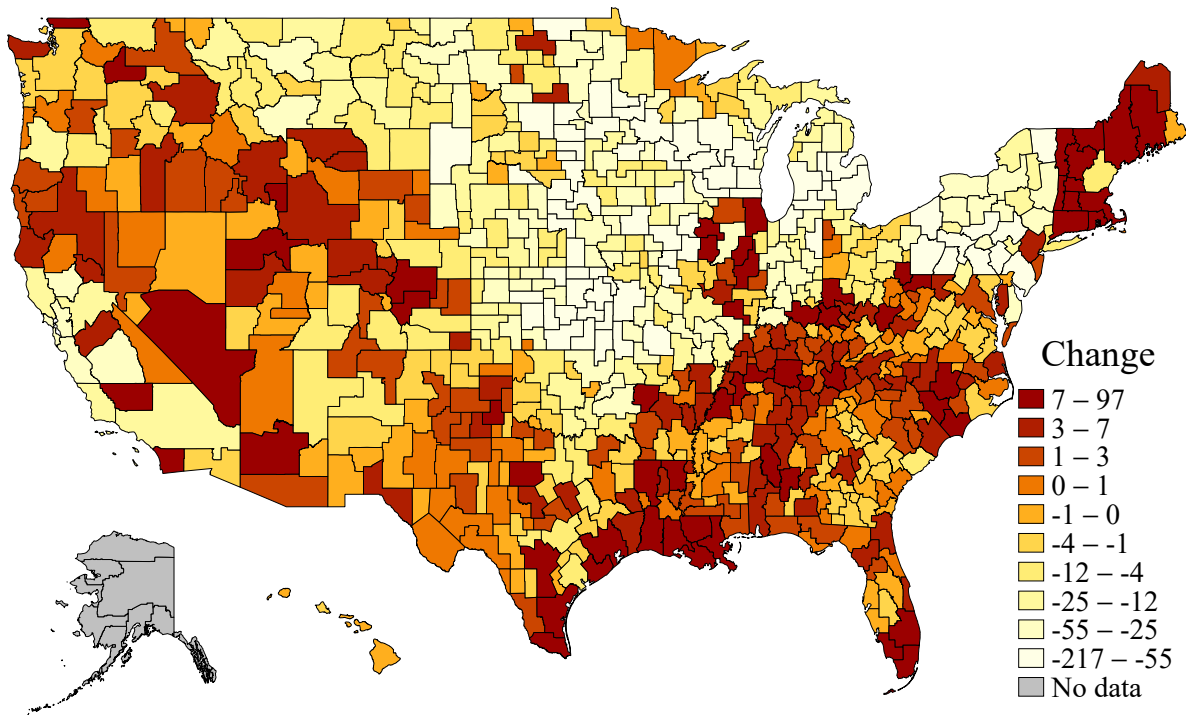 Change
7 – 97
3 – 7
1 – 3
0 – 1
-1 – 0
-4 – -1
-12 – -4
-25 – -12
-55 – -25
-217 – -55
No data